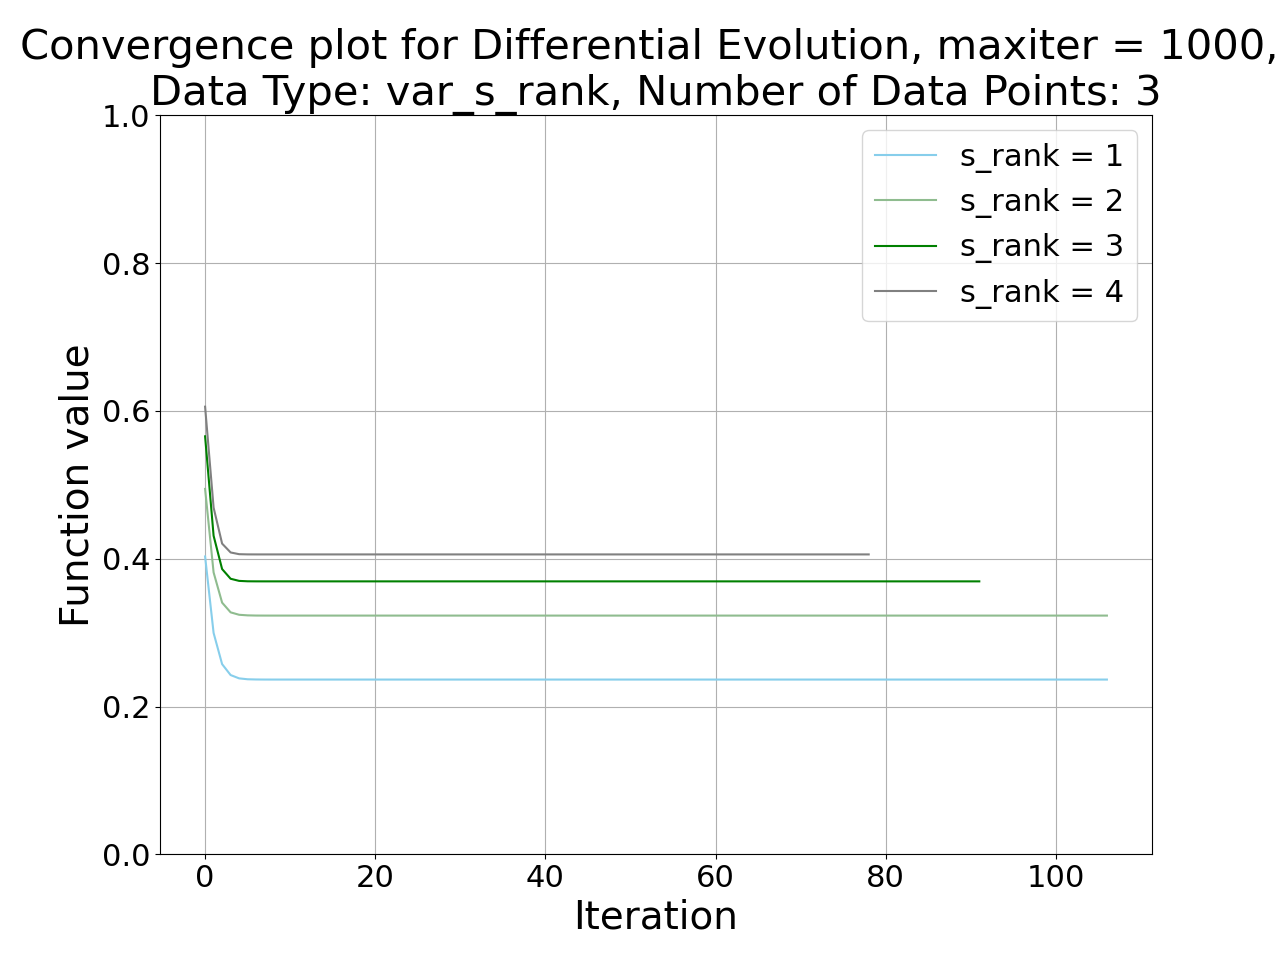 Convergence plot for Differential Evolution, maxiter = 1000,
Data Type: var_s_rank, Number of Data Points: 3
s_rank = 1
s_rank = 2
s_rank = 3
s_rank = 4
Function value
1.0
0.8
0.6
0.4
0.2
0.0
0 20 40 60 80 100
Iteration